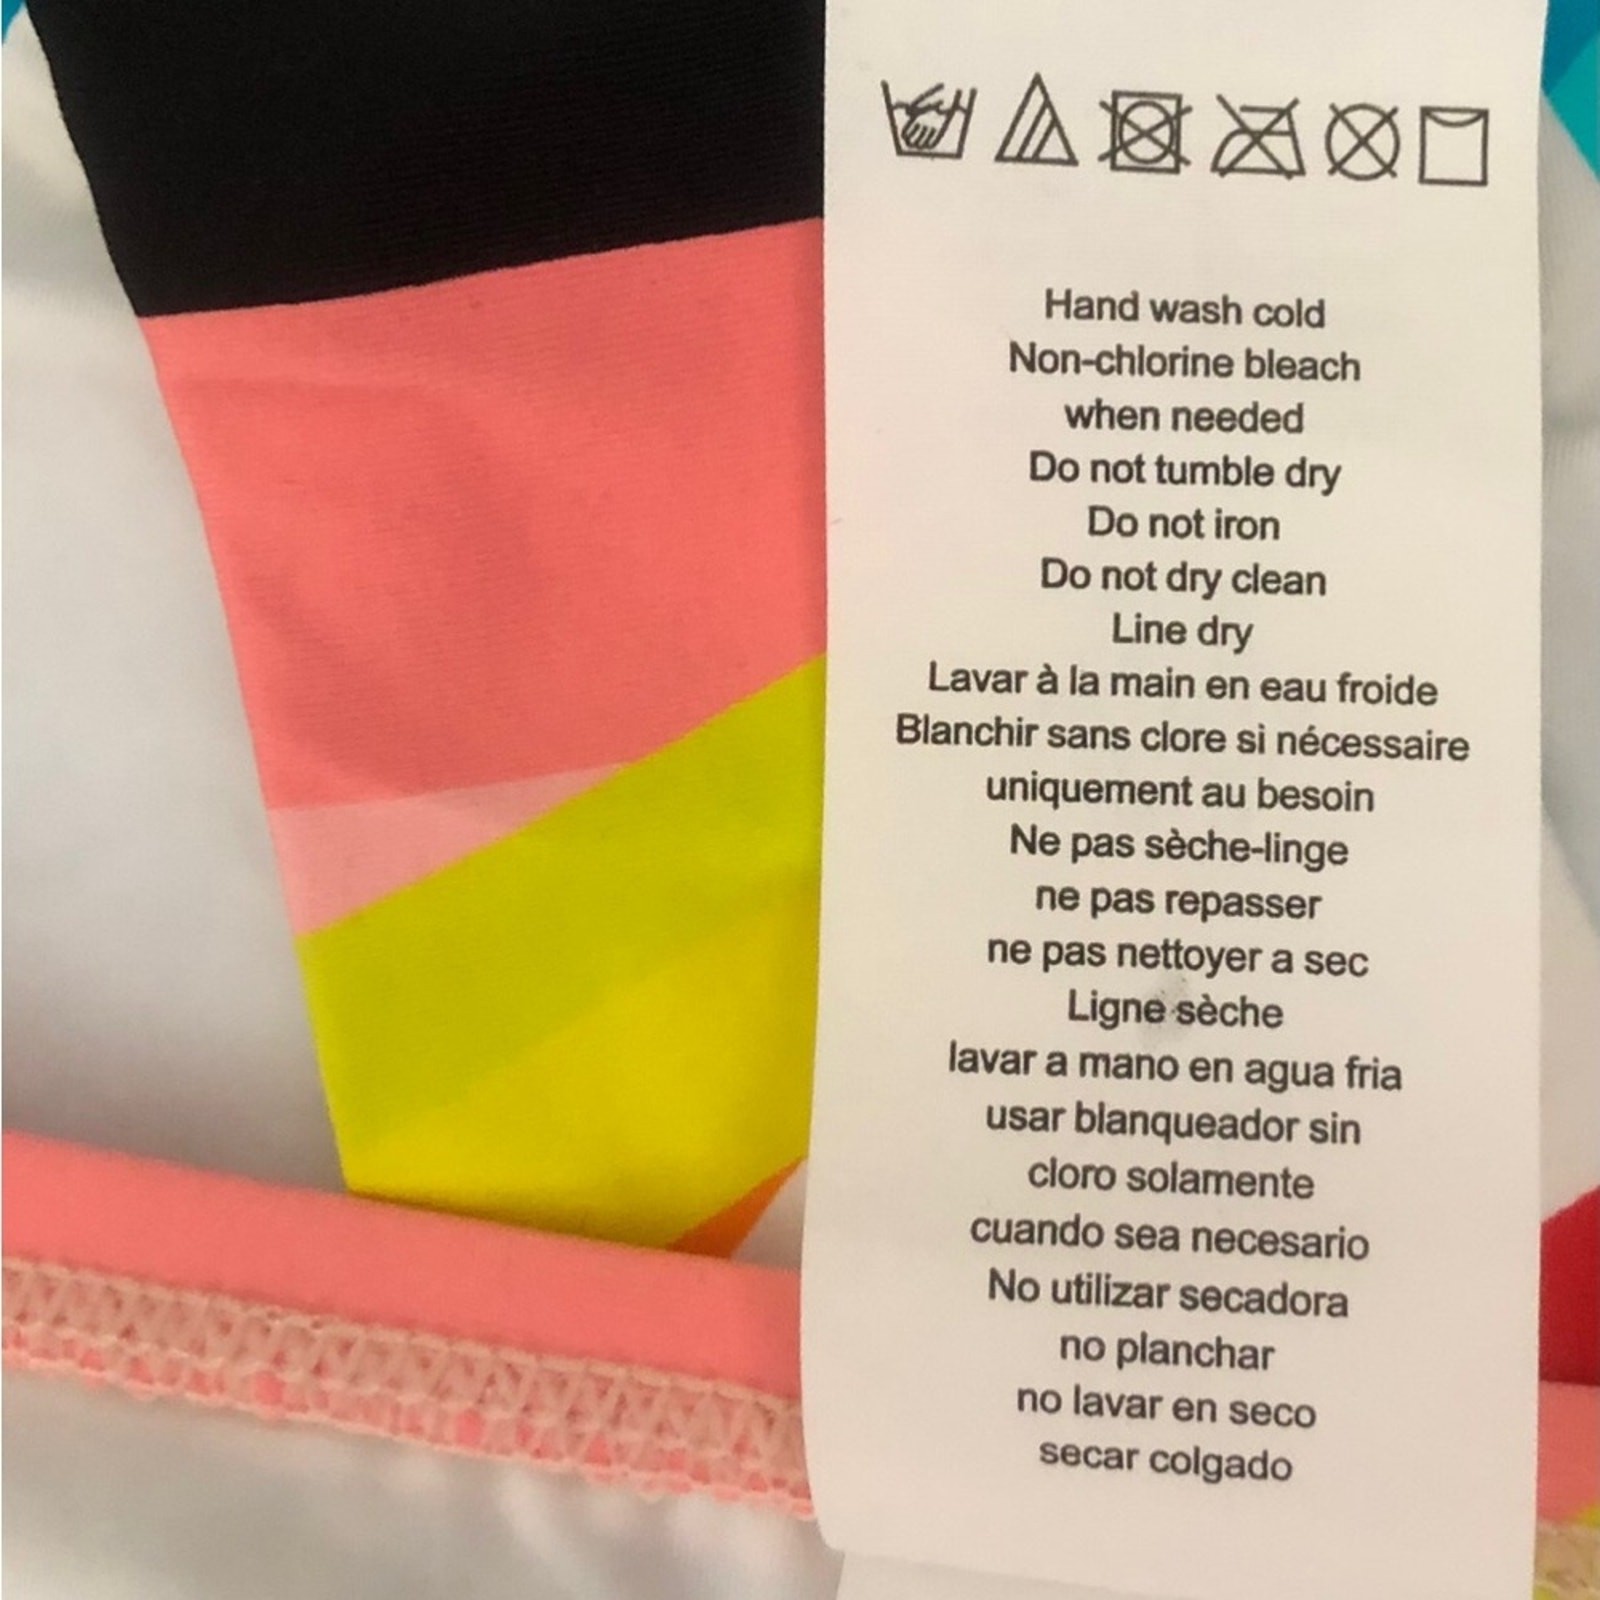 Hand wash cold
Non-chlorine bleach
when needed
Do not tumble dry
Do not iron
Do not dry clean
Line dry
Lavar à la main en eau froide
Blanchir sans clore si nécessaire
uniquement au besoin
Ne pas sèche-linge
ne pas repasser
ne pas nettoyer a sec
Ligne sèche
lavar a mano en agua fria
usar blanqueador sin
cloro solamente
cuando sea necesario
No utilizar secadora
no planchar
no lavar en seco
secar colgado